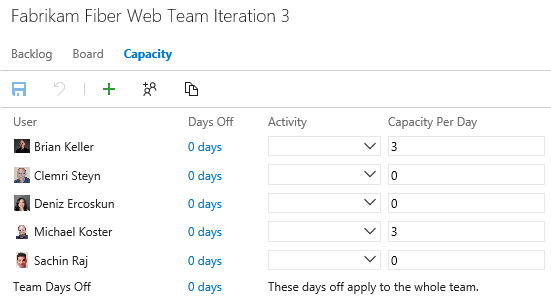 Fabrikam Fiber Web Team Iteration 3
Backlog Board Capacity
User Days Off Activity Capacity Per Day
Brian Keller 0 days 3
Clemri Steyn 0 days 0
Deniz Ercoskun 0 days 0
Michael Koster 0 days 3
Sachin Raj 0 days 0
Team Days Off 0 days These days off apply to the whole team.